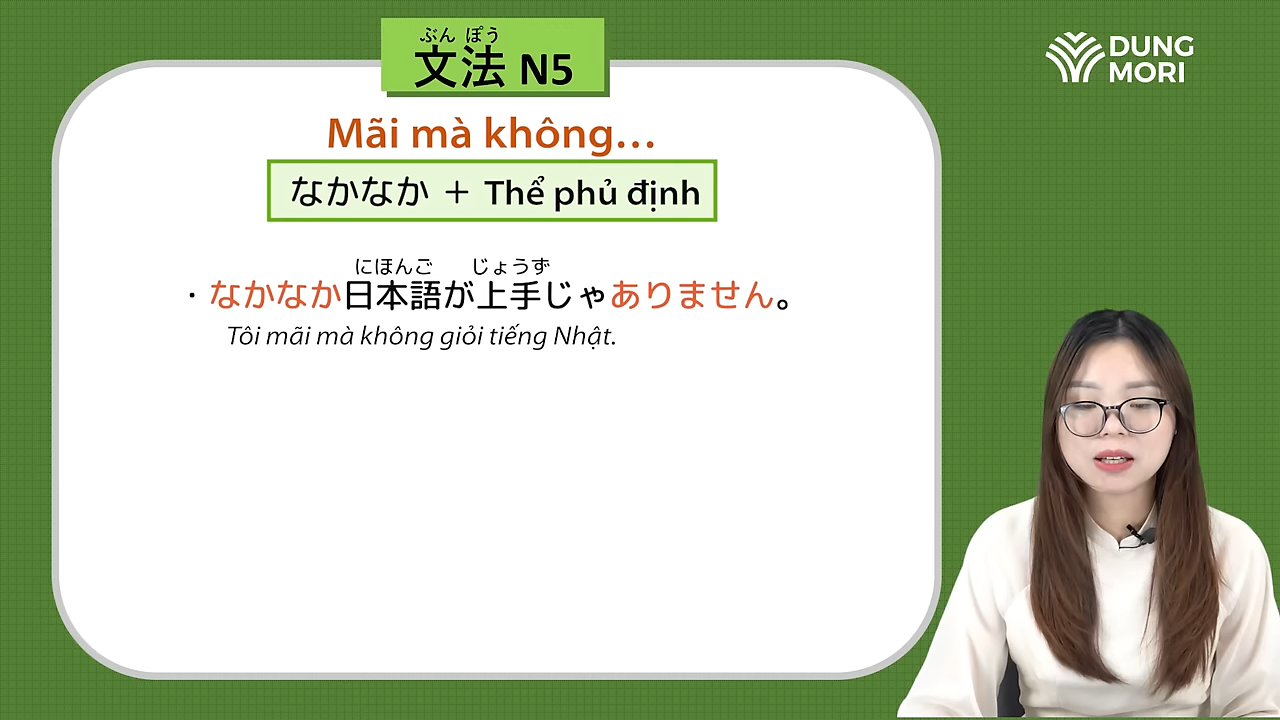 ぶん ぽう
文法 N5
DUNG
MORI
Mãi mà không...
なかなか ＋ Thể phủ định
にほんご じょうず
・なかなか日本語が上手じゃありません。
Tôi mãi mà không giỏi tiếng Nhật.